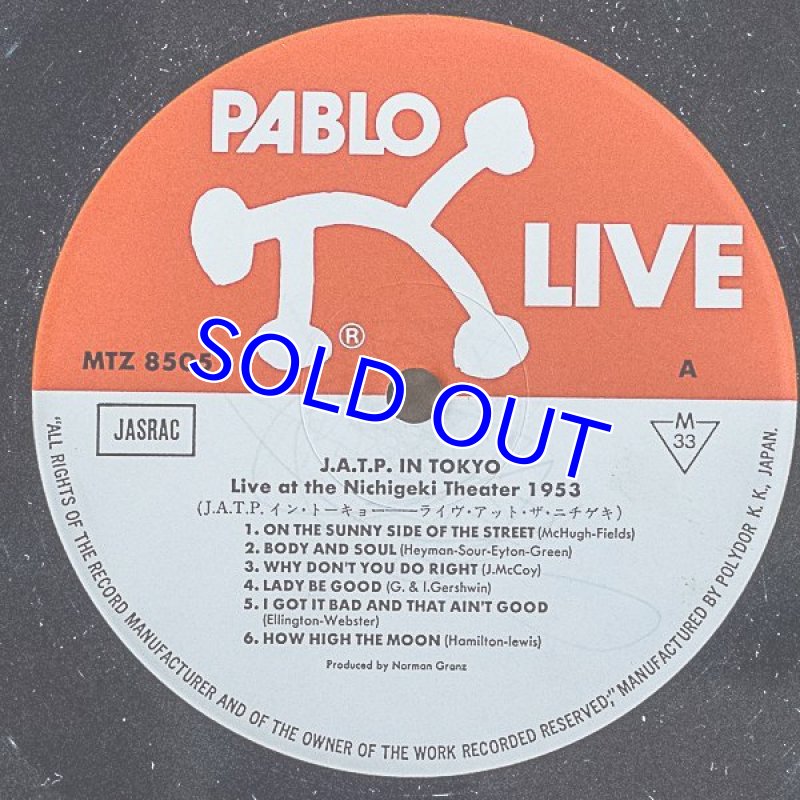 PABLO
LIVE
®
MTZ 8505
A
SOLD OUT
JASRAC
M
33
J.A.T.P. IN TOKYO
Live at the Nichigeki Theater 1953
(J.A.T.P. イン・トーキョー——ライヴ・アット・ザ・ニチゲキ)
1. ON THE SUNNY SIDE OF THE STREET (McHugh-Fields)
2. BODY AND SOUL (Heyman-Sour-Eyton-Green)
3. WHY DON'T YOU DO RIGHT (J.McCoy)
4. LADY BE GOOD (G. & I.Gershwin)
5. I GOT IT BAD AND THAT AIN'T GOOD
(Ellington-Webster)
6. HOW HIGH THE MOON (Hamilton-lewis)
Produced by Norman Granz
"ALL RIGHTS OF THE RECORD MANUFACTURER AND OF THE OWNER OF THE WORK RECORDED RESERVED;" MANUFACTURED BY POLYDOR K.K., JAPAN.